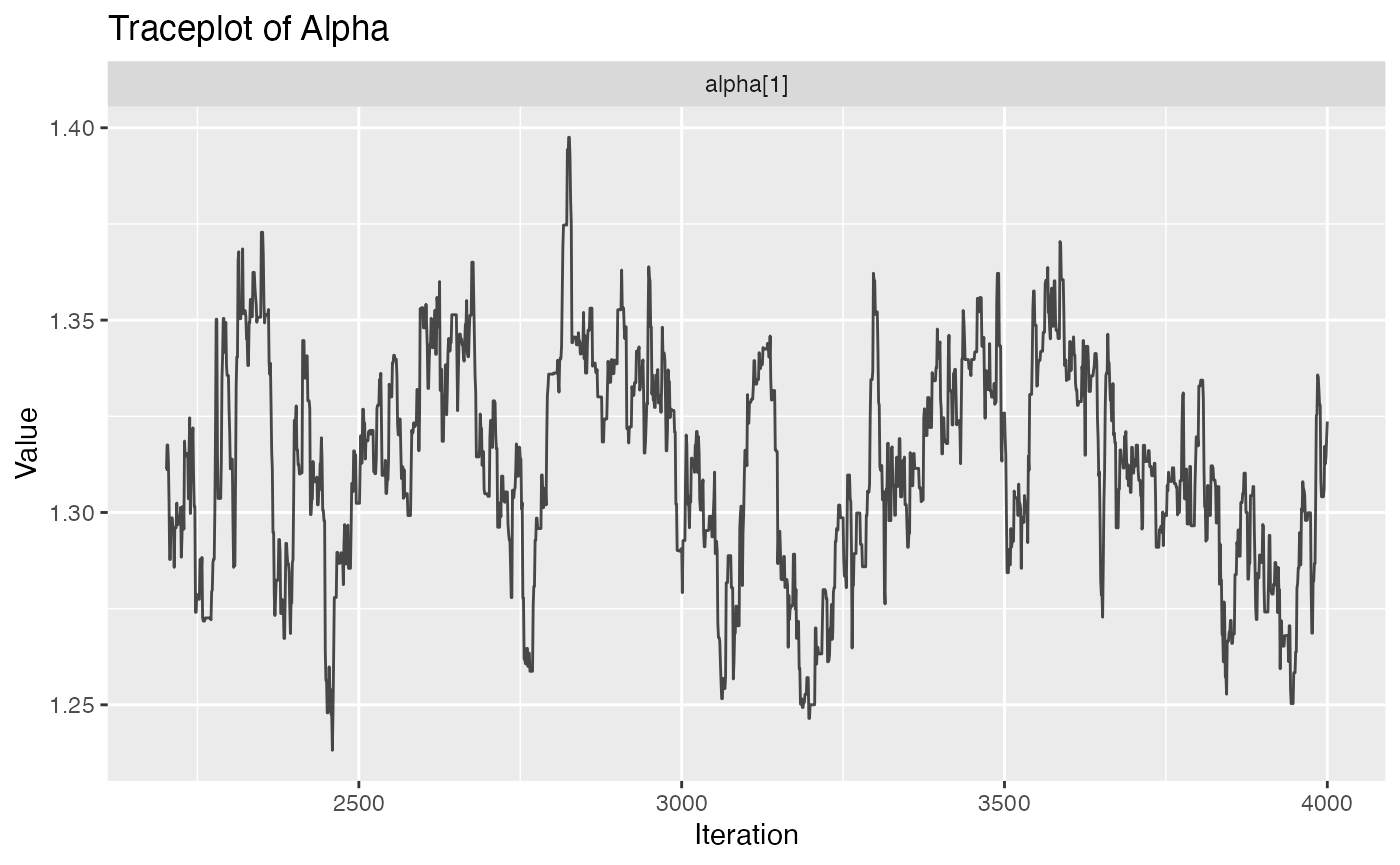 Traceplot of Alpha
alpha[1]
1.40
1.35
1.30
1.25
Value
2500 3000 3500 4000
Iteration